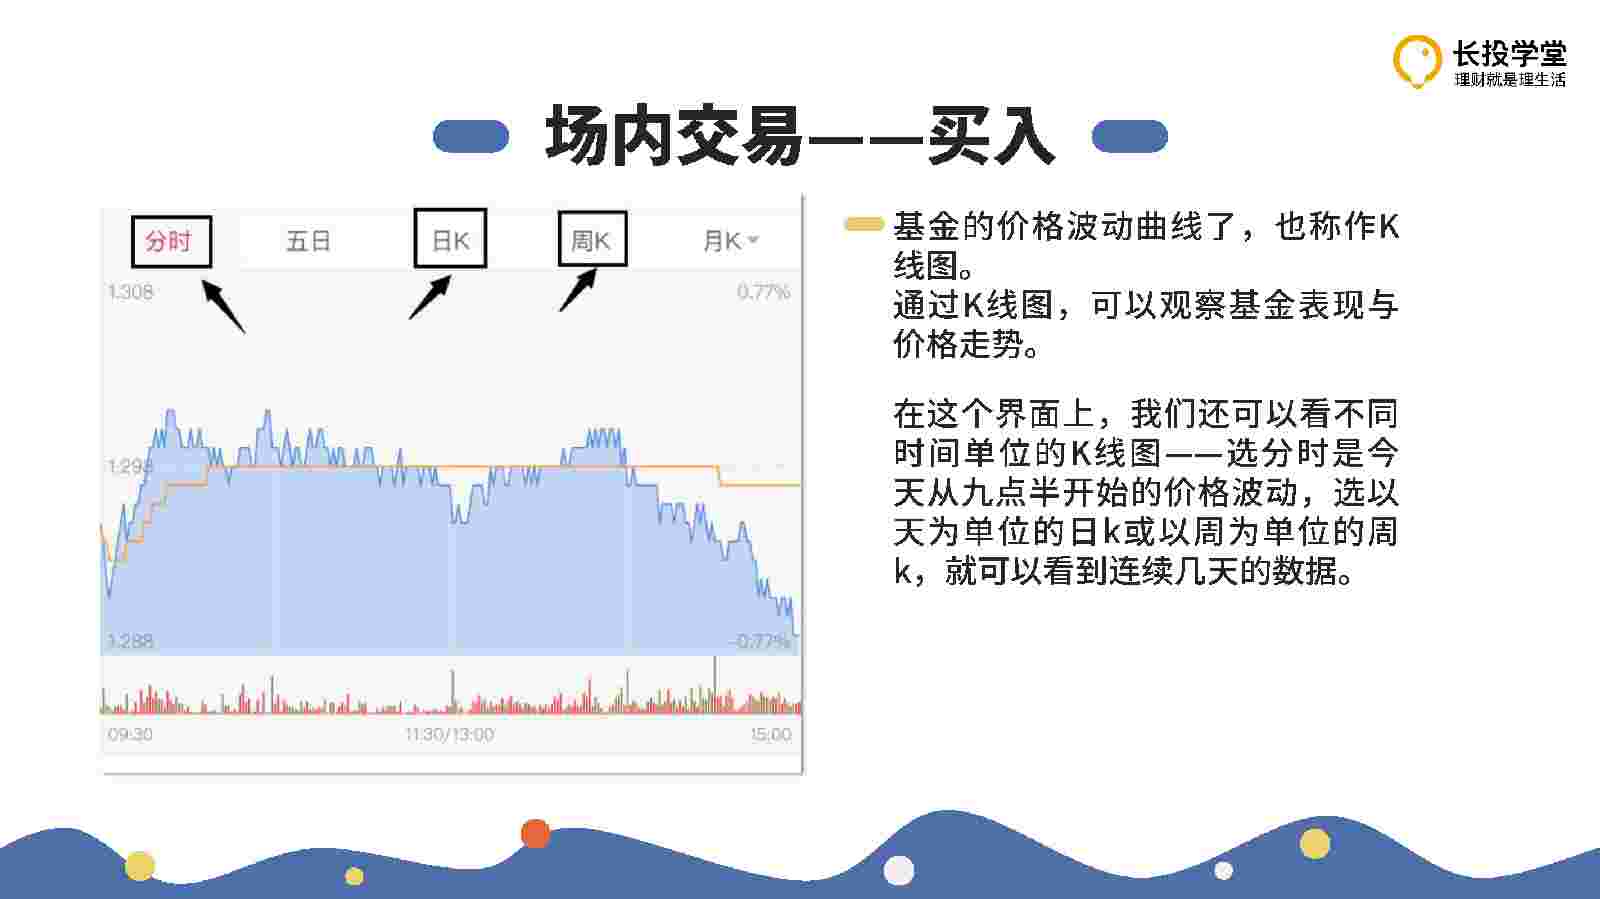 长投学堂
理财就是理生活
场内交易——买入
分时 五日 日K 周K 月K
1.308 0.77%
1.298
1.288 -0.77%
09:30 11:30/13:00 15:00
基金的价格波动曲线了，也称作K
线图。
通过K线图，可以观察基金表现与
价格走势。
在这个界面上，我们还可以看不同
时间单位的K线图——选分时是今
天从九点半开始的价格波动，选以
天为单位的日k或以周为单位的周
k，就可以看到连续几天的数据。